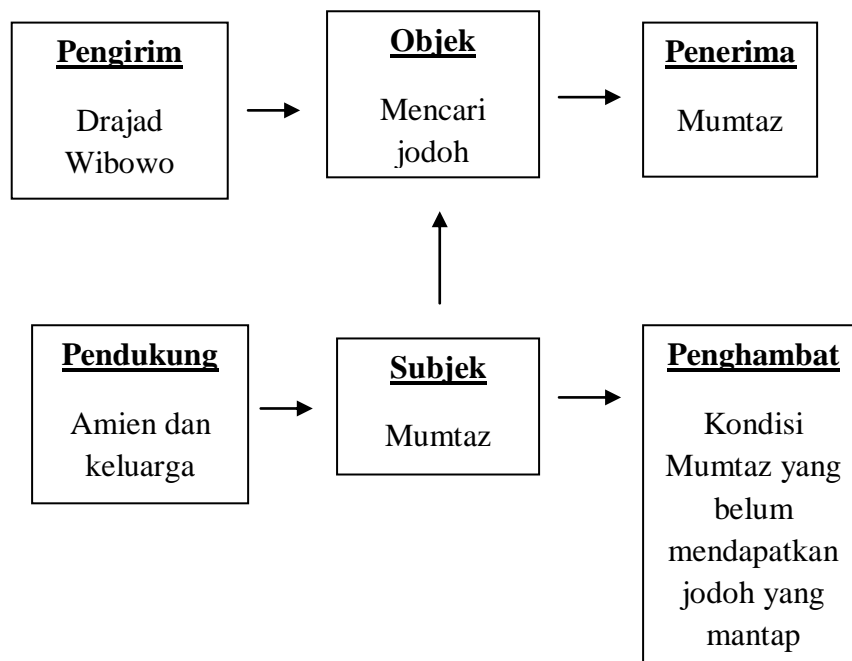 Pengirim
Drajad
Wibowo
Objek
Mencari
jodoh
Penerima
Mumtaz
Pendukung
Amien dan
keluarga
Subjek
Mumtaz
Penghambat
Kondisi
Mumtaz yang
belum
mendapatkan
jodoh yang
mantap